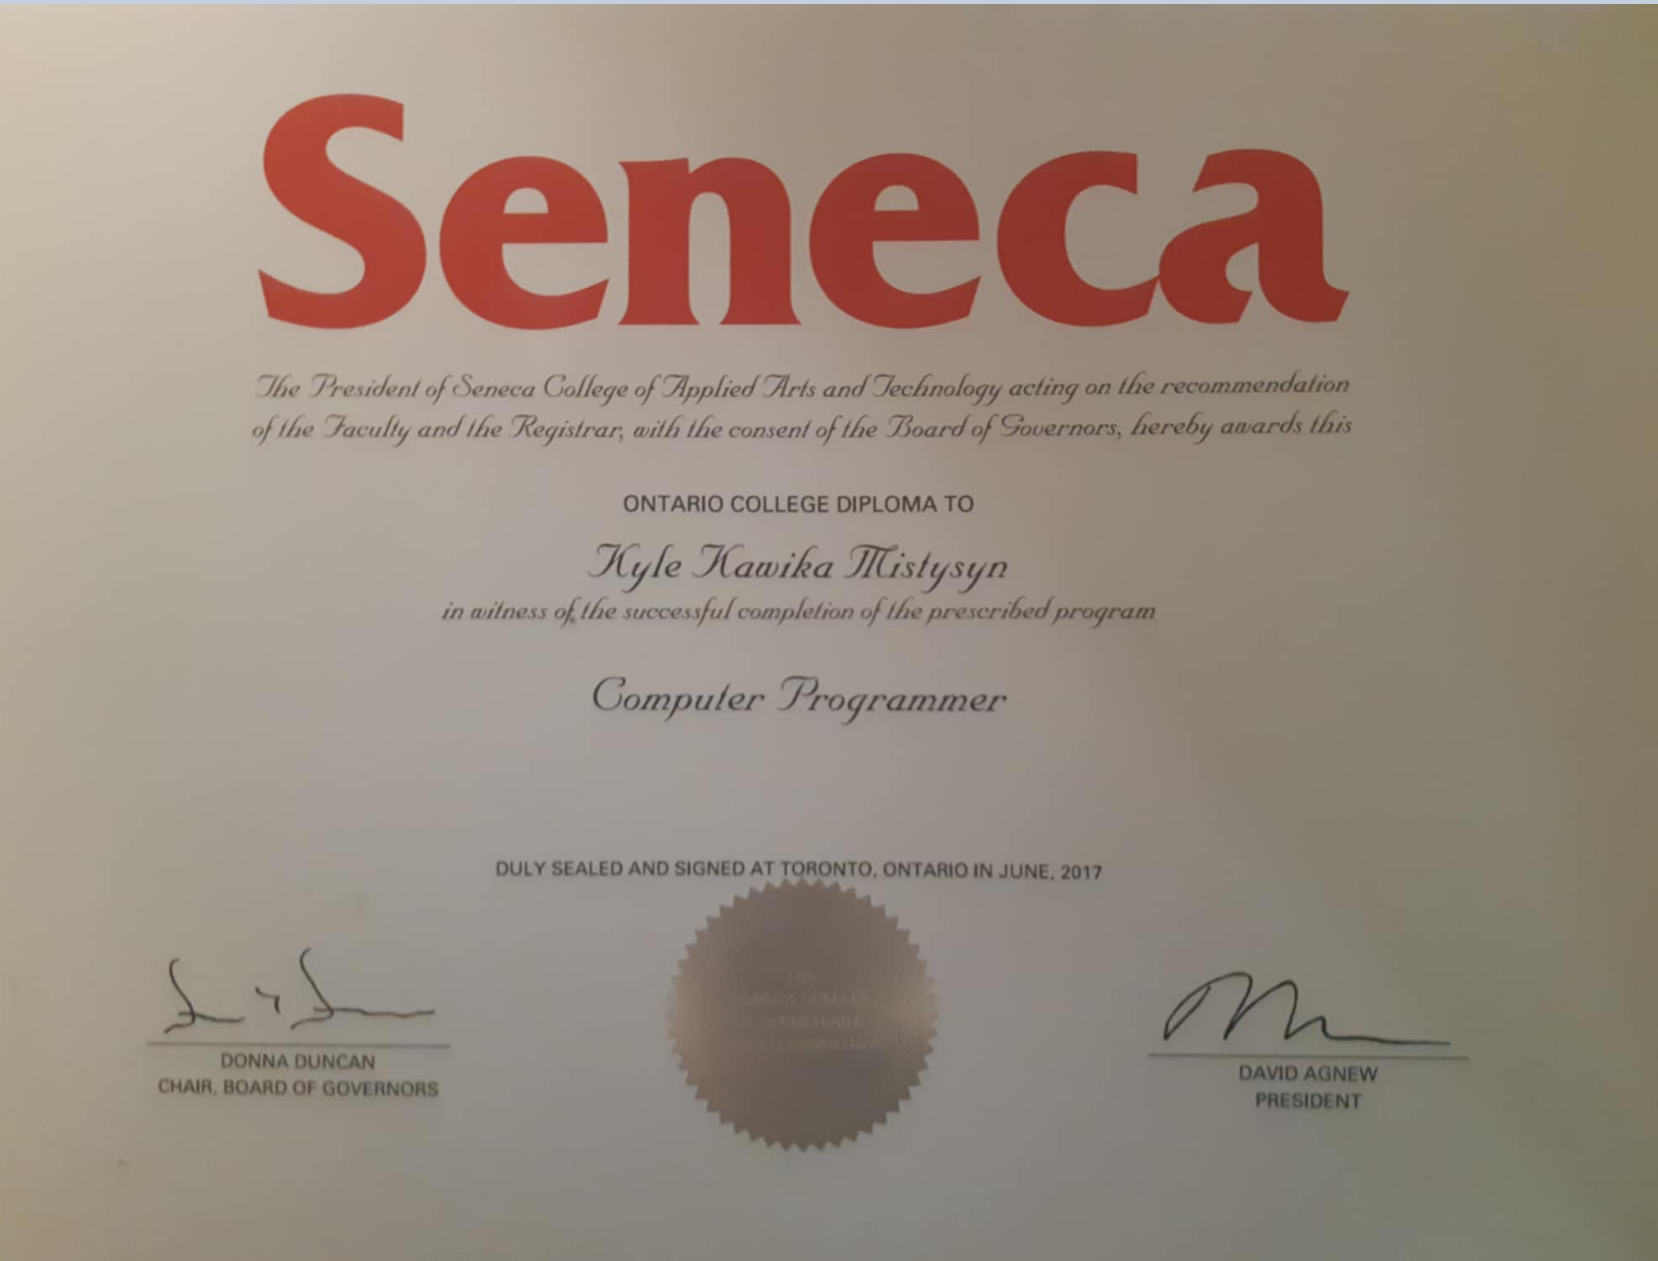 Seneca
The President of Seneca College of Applied Arts and Technology acting on the recommendation
of the Faculty and the Registrar, with the consent of the Board of Governors, hereby awards this
ONTARIO COLLEGE DIPLOMA TO
Kyle Kawika Mistysyn
in witness of the successful completion of the prescribed program
Computer Programmer
DULY SEALED AND SIGNED AT TORONTO, ONTARIO IN JUNE, 2017
DONNA DUNCAN
CHAIR, BOARD OF GOVERNORS
DAVID AGNEW
PRESIDENT